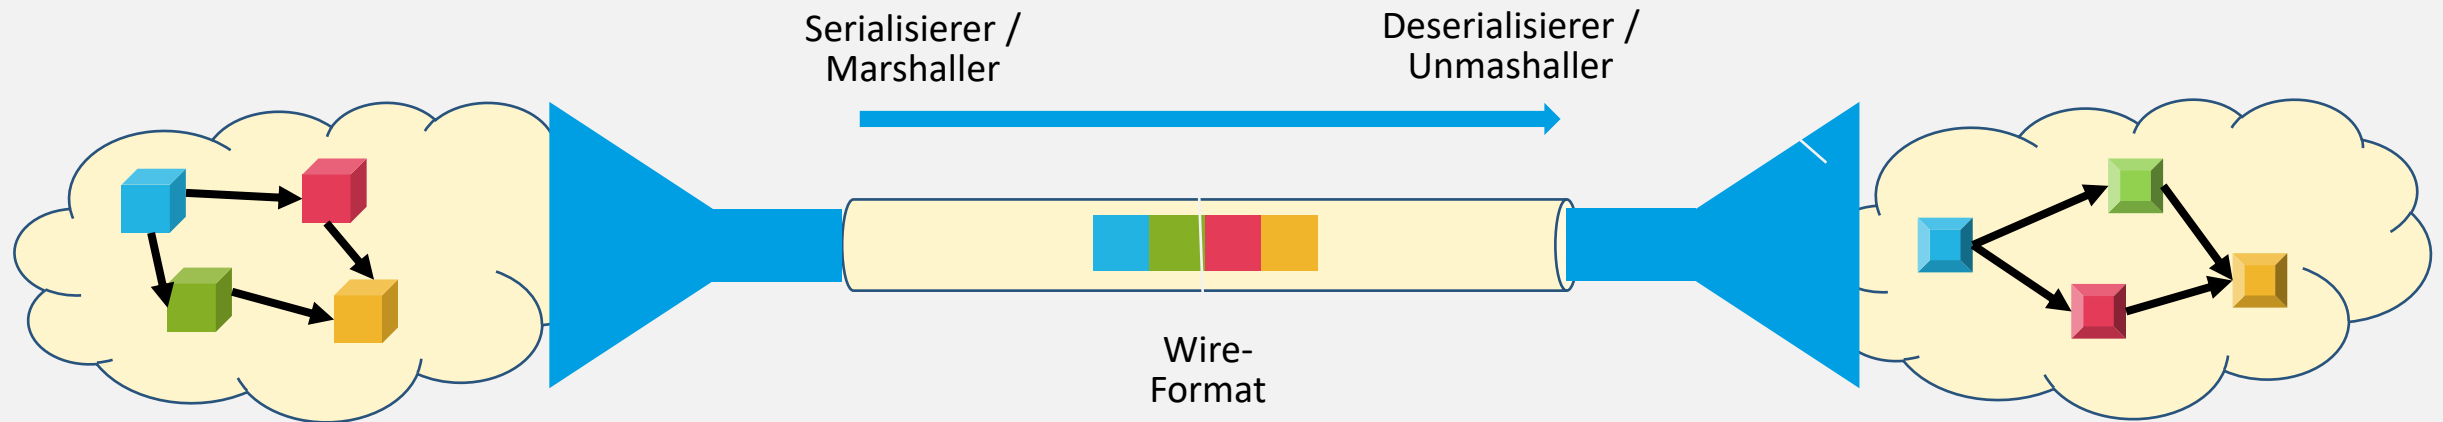 Serialisierer /
Marshaller
Deserialisierer /
Unmashaller
Wire-
Format